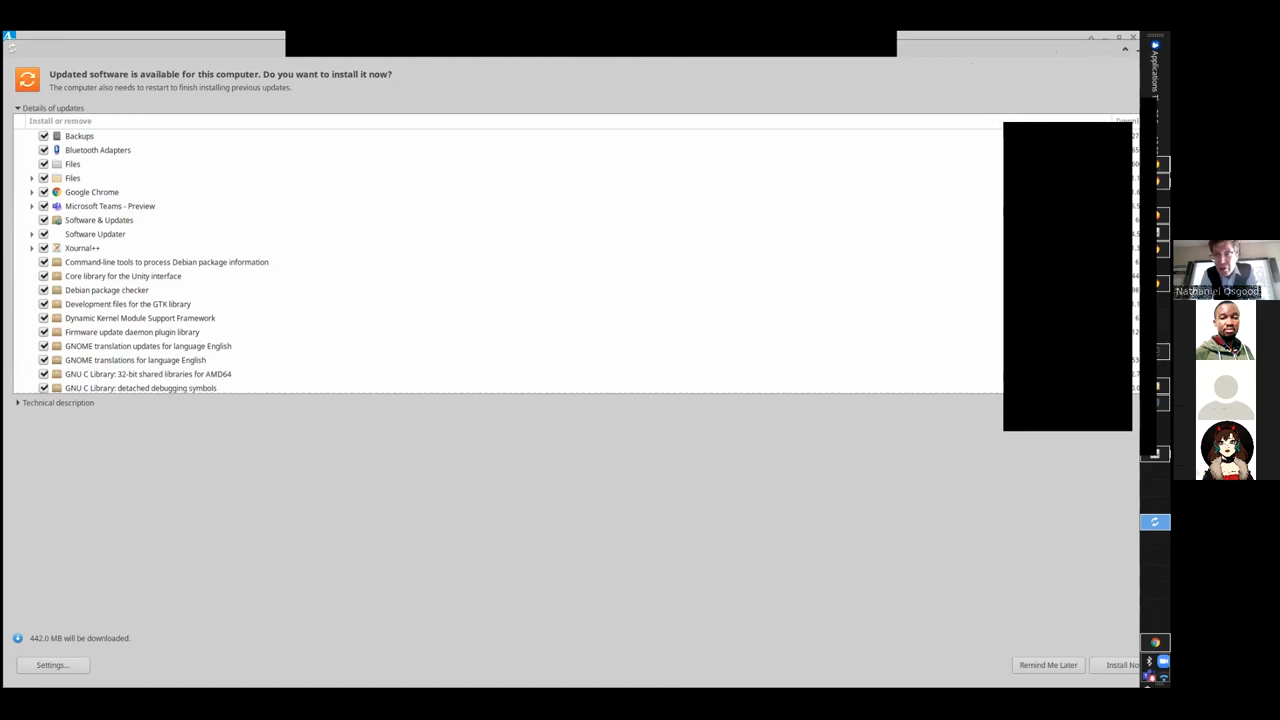 Updated software is available for this computer. Do you want to install it now?
The computer also needs to restart to finish installing previous updates.
Details of updates
Install or remove
Backups
Bluetooth Adapters
Files
Files
Google Chrome
Microsoft Teams - Preview
Software & Updates
Software Updater
Xournal++
Command-line tools to process Debian package information
Core library for the Unity interface
Debian package checker
Development files for the GTK library
Dynamic Kernel Module Support Framework
Firmware update daemon plugin library
GNOME translation updates for language English
GNOME translations for language English
GNU C Library: 32-bit shared libraries for AMD64
GNU C Library: detached debugging symbols
Technical description
442.0 MB will be downloaded.
Settings...
Remind Me Later
Install No
Applications
Nathaniel Osgood